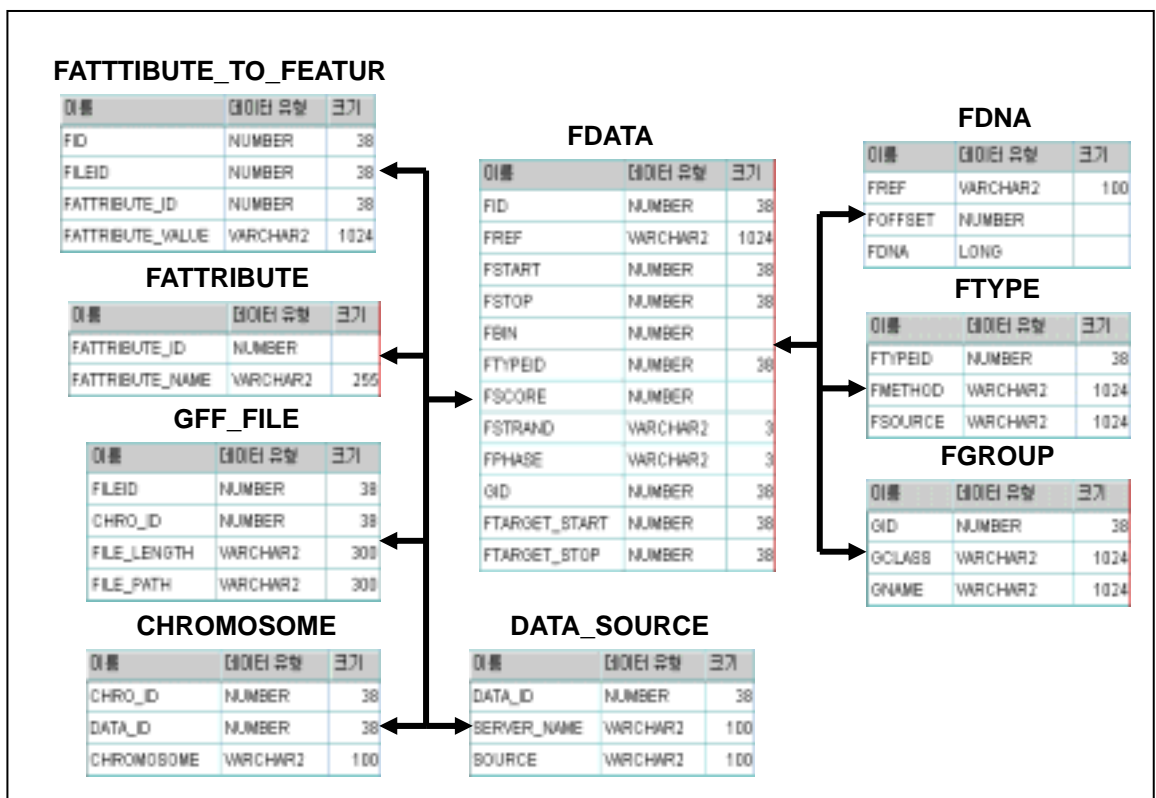 FATTTIBUTE_TO_FEATUR
이름 데이터 유형 크기
FID NUMBER 38
FILEID NUMBER 38
FATTRIBUTE_ID NUMBER 38
FATTRIBUTE_VALUE VARCHAR2 1024
FATTRIBUTE
이름 데이터 유형 크기
FATTRIBUTE_ID NUMBER
FATTRIBUTE_NAME VARCHAR2 255
GFF_FILE
이름 데이터 유형 크기
FILEID NUMBER 38
CHRO_ID NUMBER 38
FILE_LENGTH VARCHAR2 300
FILE_PATH VARCHAR2 300
CHROMOSOME
이름 데이터 유형 크기
CHRO_ID NUMBER 38
DATA_ID NUMBER 38
CHROMOSOME VARCHAR2 100
FDATA
이름 데이터 유형 크기
FID NUMBER 38
FREF VARCHAR2 1024
FSTART NUMBER 38
FSTOP NUMBER 38
FBIN NUMBER
FTYPEID NUMBER 38
FSCORE NUMBER
FSTRAND VARCHAR2 3
FPHASE VARCHAR2 3
GID NUMBER 38
FTARGET_START NUMBER 38
FTARGET_STOP NUMBER 38
DATA_SOURCE
이름 데이터 유형 크기
DATA_ID NUMBER 38
SERVER_NAME VARCHAR2 100
SOURCE VARCHAR2 100
FDNA
이름 데이터 유형 크기
FREF VARCHAR2 100
FOFFSET NUMBER
FDNA LONG
FTYPE
이름 데이터 유형 크기
FTYPEID NUMBER 38
FMETHOD VARCHAR2 1024
FSOURCE VARCHAR2 1024
FGROUP
이름 데이터 유형 크기
GID NUMBER 38
GCLASS VARCHAR2 1024
GNAME VARCHAR2 1024